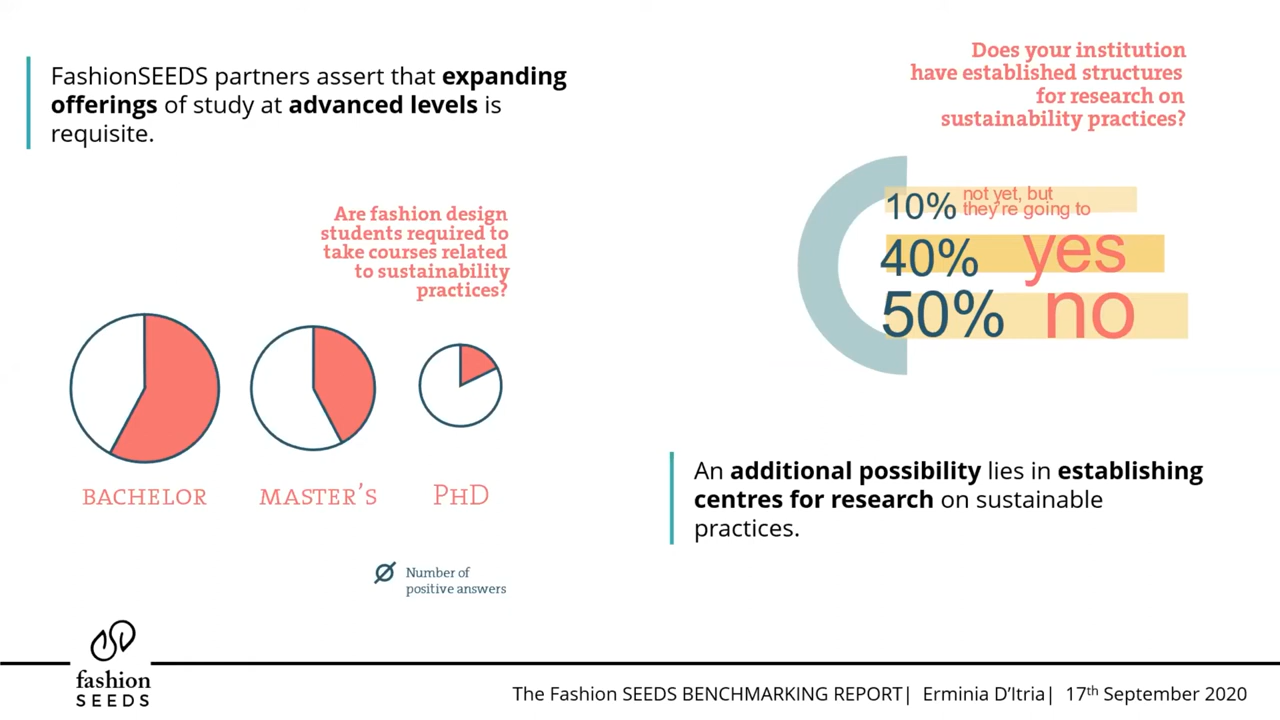 FashionSEEDS partners assert that expanding
offerings of study at advanced levels is
requisite.
Are fashion design
students required to
take courses related
to sustainability
practices?
BACHELOR
MASTER'S
PHD
Number of
positive answers
Does your institution
have established structures
for research on
sustainability practices?
10% not yet, but
they're going to
40% yes
50% no
An additional possibility lies in establishing
centres for research on sustainable
practices.
fashion
SEEDS
The Fashion SEEDS BENCHMARKING REPORT| Erminia D'Itria| 17th September 2020